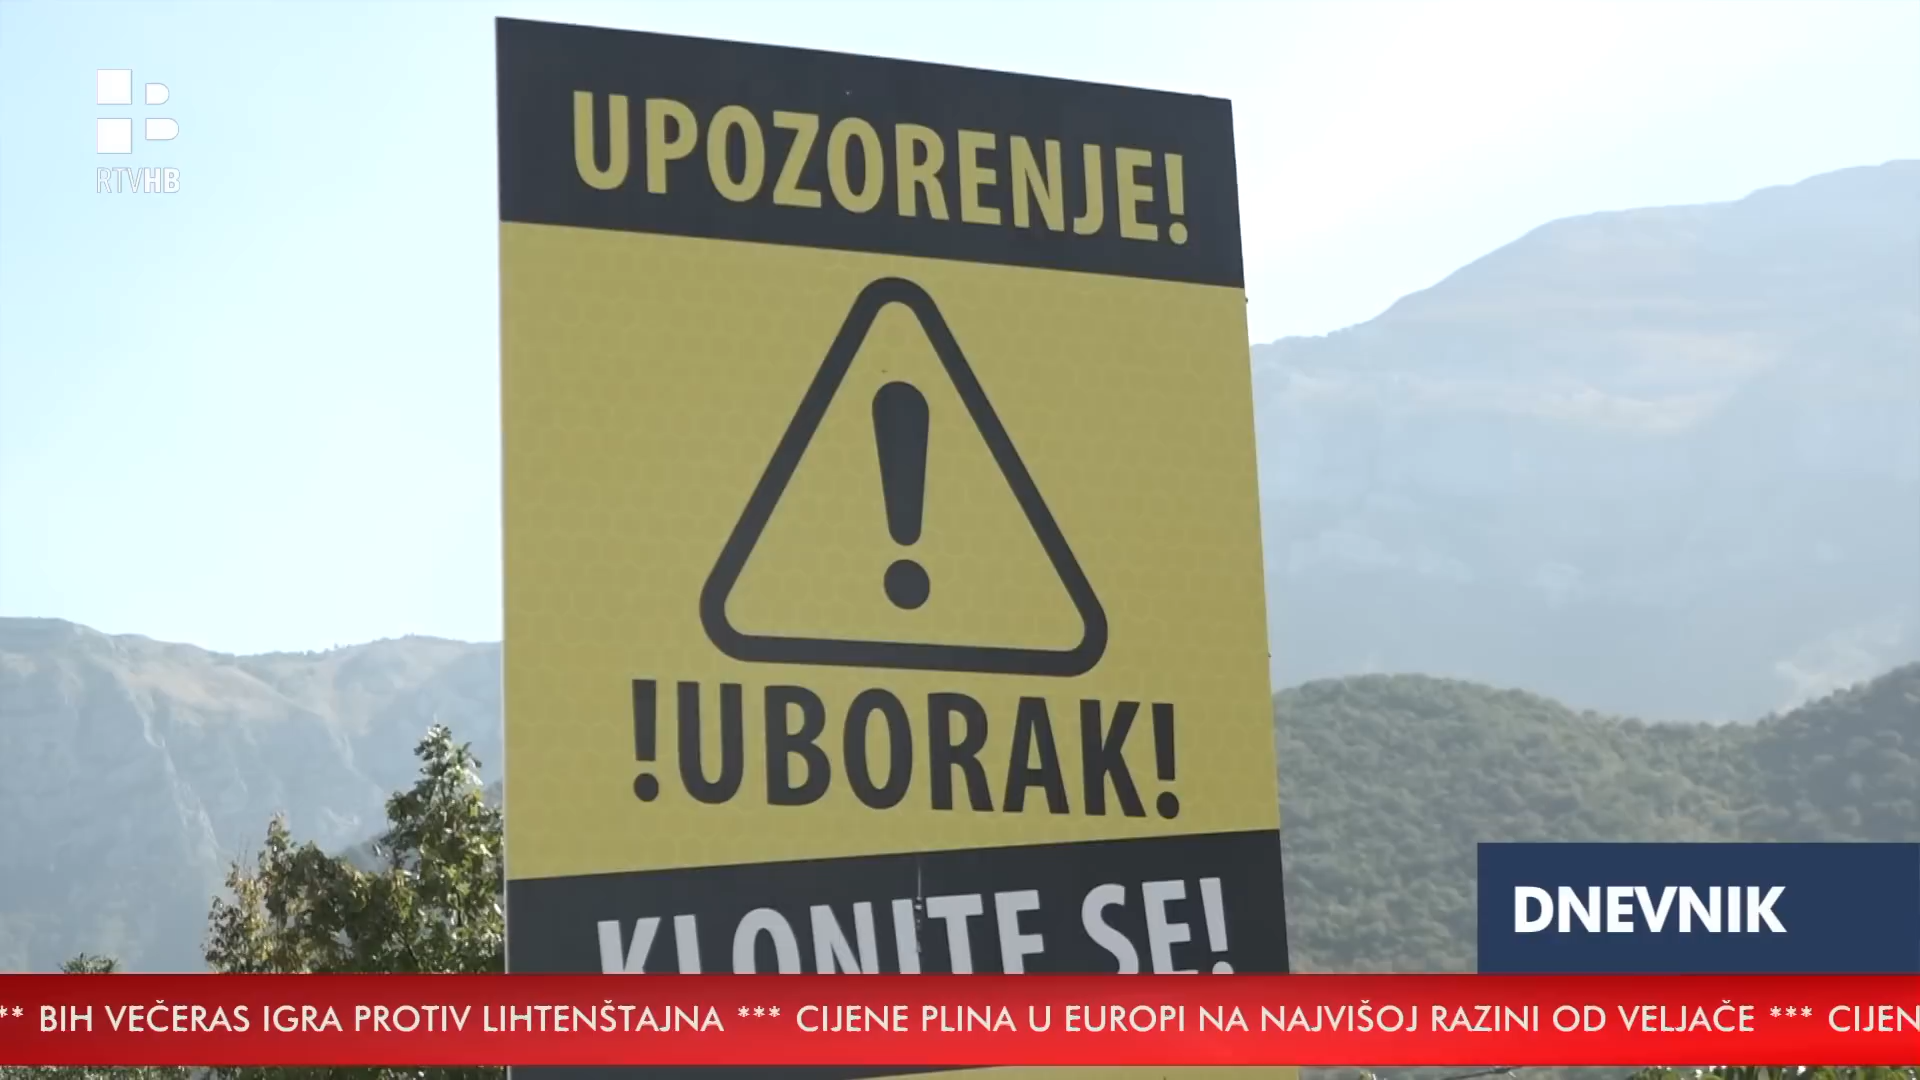 RTVHB
UPOZORENJE!
!UBORAK!
KLONITE SE!
DNEVNIK
** BIH VEČERAS IGRA PROTIV LIHTENŠTAJNA *** CIJENE PLINA U EUROPI NA NAJVIŠOJ RAZINI OD VELJAČE *** CIJEN